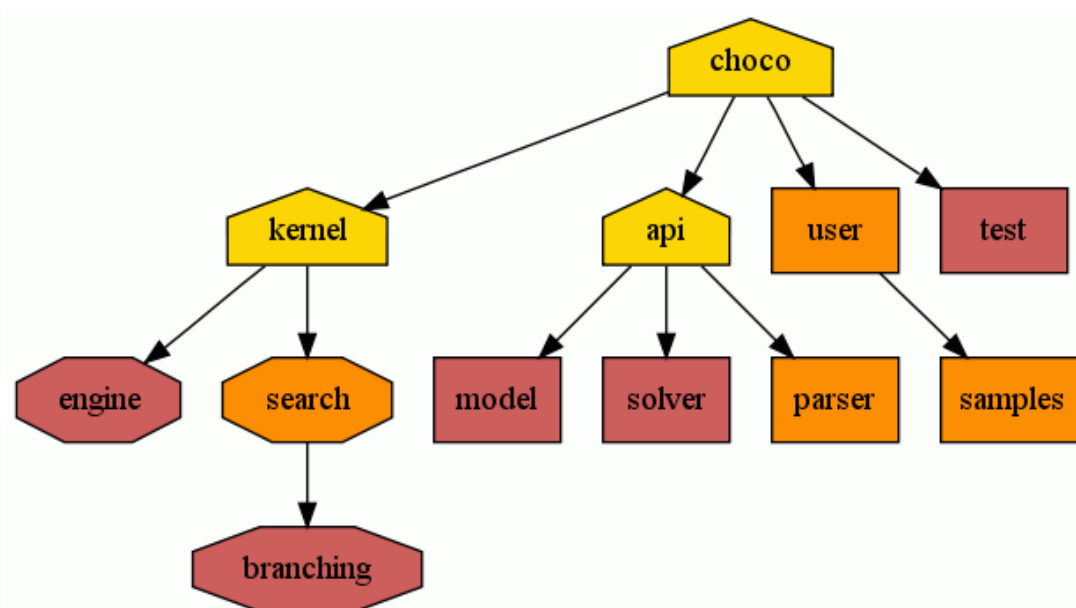 choco
kernel
api
user
test
engine
search
model
solver
parser
samples
branching